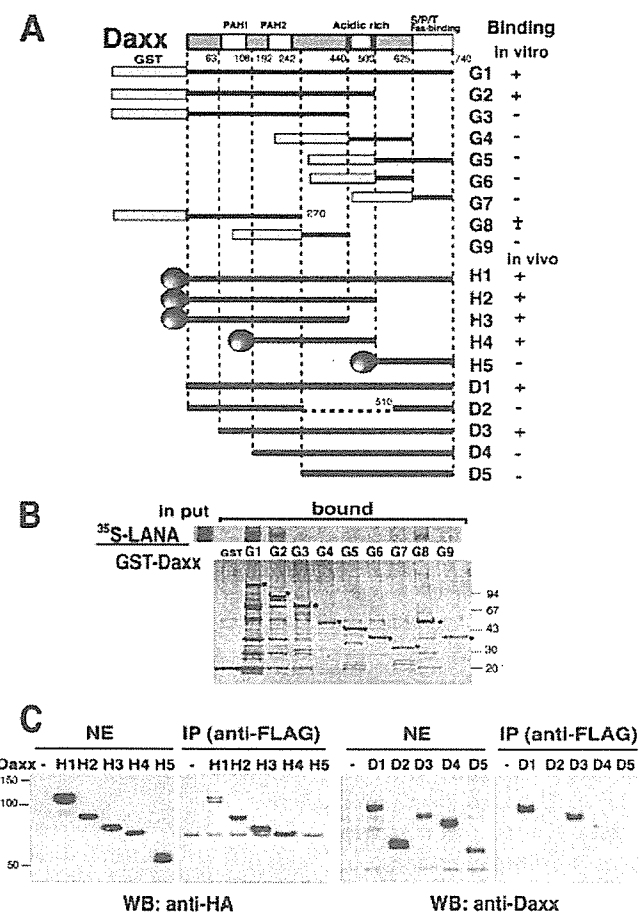 A
PAH1 PAH2 Acidic rich S/P/T
Fas-binding
Binding
Daxx
in vitro
GST 63 108 192 242 440 500 625 740
G1 +
G2 +
G3 -
G4 -
G5 -
G6 -
G7 -
270
G8 ±
G9 -
in vivo
H1 +
H2 +
H3 +
H4 +
H5 -
D1 +
510
D2 -
D3 +
D4 -
D5 -
B
in put bound
35S-LANA
GST-Daxx GST G1 G2 G3 G4 G5 G6 G7 G8 G9
94
67
43
30
20
C
NE IP (anti-FLAG) NE IP (anti-FLAG)
Daxx - H1 H2 H3 H4 H5 - H1 H2 H3 H4 H5 - D1 D2 D3 D4 D5 - D1 D2 D3 D4 D5
150
100
50
WB: anti-HA WB: anti-Daxx